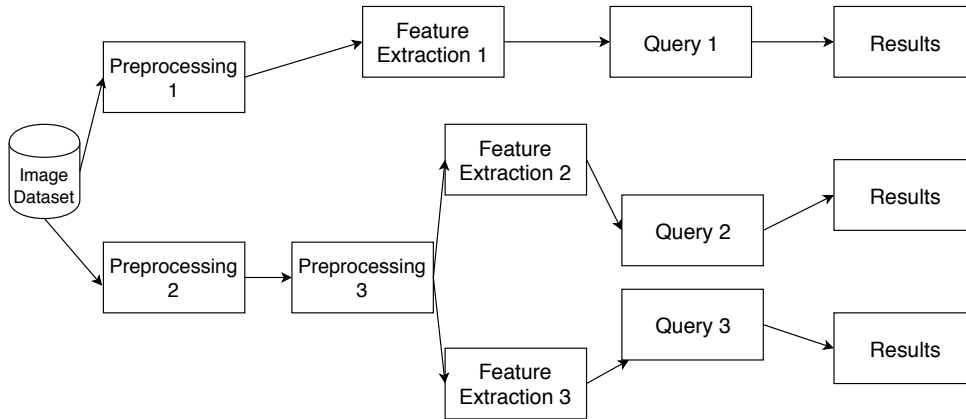 Feature
Extraction 1
Query 1
Results
Preprocessing
1
Image
Dataset
Feature
Extraction 2
Query 2
Results
Preprocessing
2
Preprocessing
3
Query 3
Results
Feature
Extraction 3